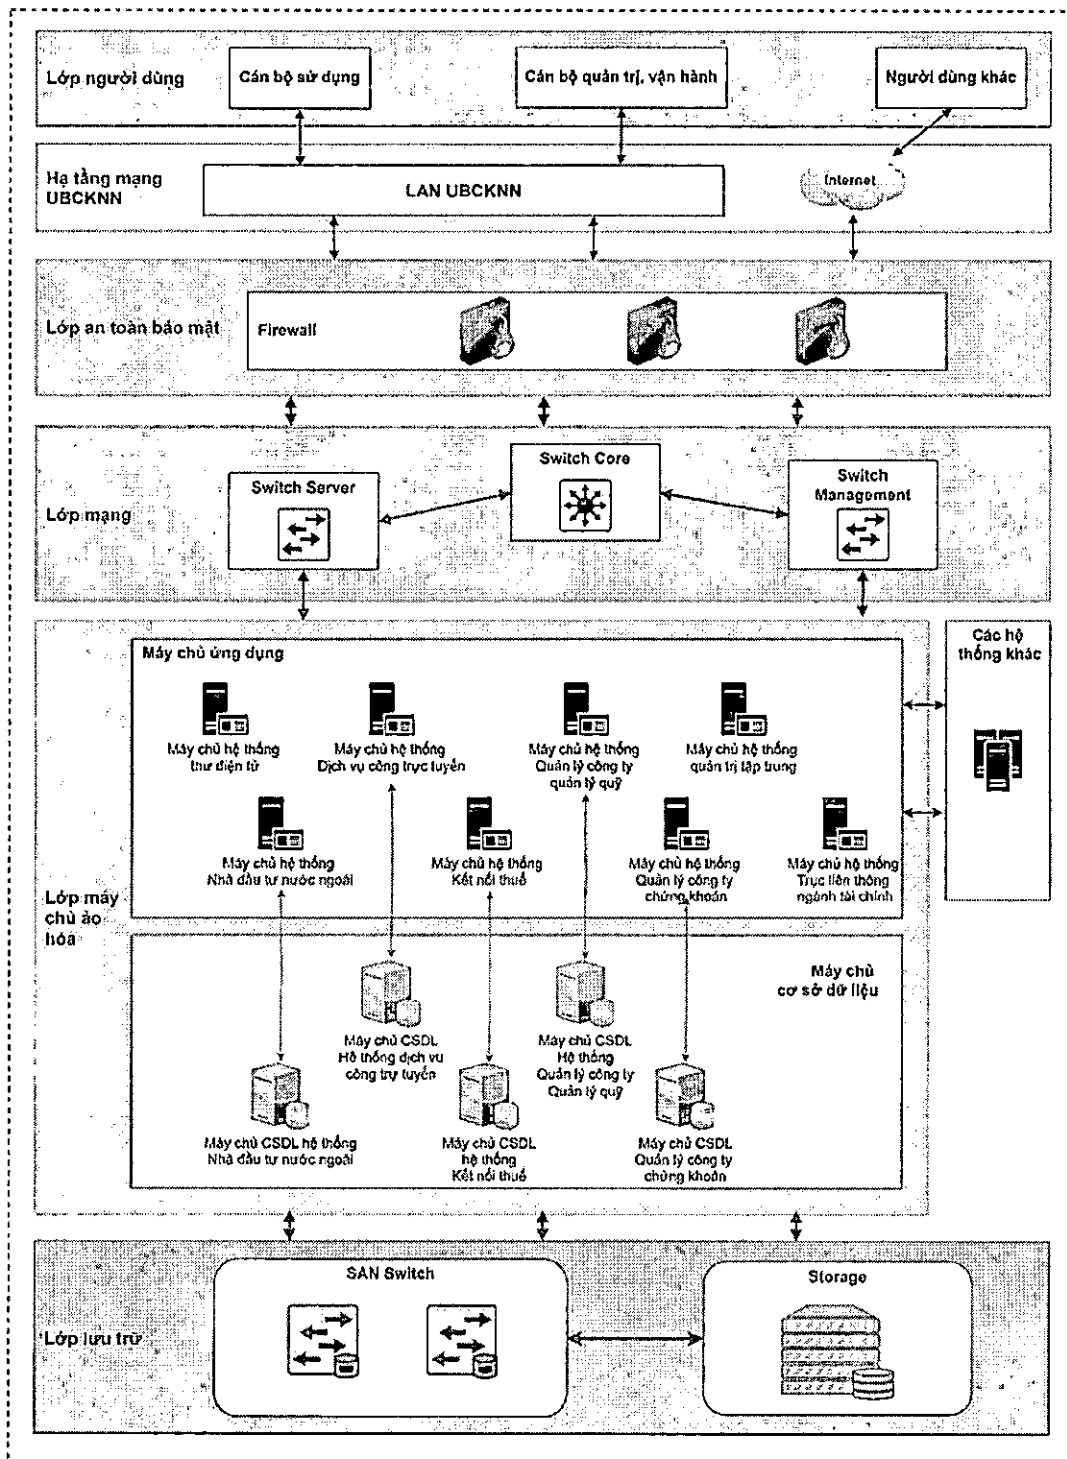 Lớp người dùng
Cán bộ sử dụng
Cán bộ quản trị, vận hành
Người dùng khác
Hạ tầng mạng
UBCKNN
LAN UBCKNN
Internet
Lớp an toàn bảo mật
Firewall
Lớp mạng
Switch Server
Switch Core
Switch
Management
Lớp máy
chủ ảo
hóa
Máy chủ ứng dụng
Máy chủ hệ thống
thư điện tử
Máy chủ hệ thống
Dịch vụ công trực tuyến
Máy chủ hệ thống
Quản lý công ty
quản lý quỹ
Máy chủ hệ thống
quản trị tập trung
Máy chủ hệ thống
Nhà đầu tư nước ngoài
Máy chủ hệ thống
Kết nối thuế
Máy chủ hệ thống
Quản lý công ty
chứng khoán
Máy chủ hệ thống
Trục liên thông
ngành tài chính
Các hệ
thống khác
Máy chủ
cơ sở dữ liệu
Máy chủ CSDL
Hệ thống dịch vụ
công trự tuyến
Máy chủ CSDL
Hệ thống
Quản lý công ty
Quản lý quỹ
Máy chủ CSDL hệ thống
Nhà đầu tư nước ngoài
Máy chủ CSDL
hệ thống
Kết nối thuế
Máy chủ CSDL
Quản lý công ty
chứng khoán
Lớp lưu trữ
SAN Switch
Storage